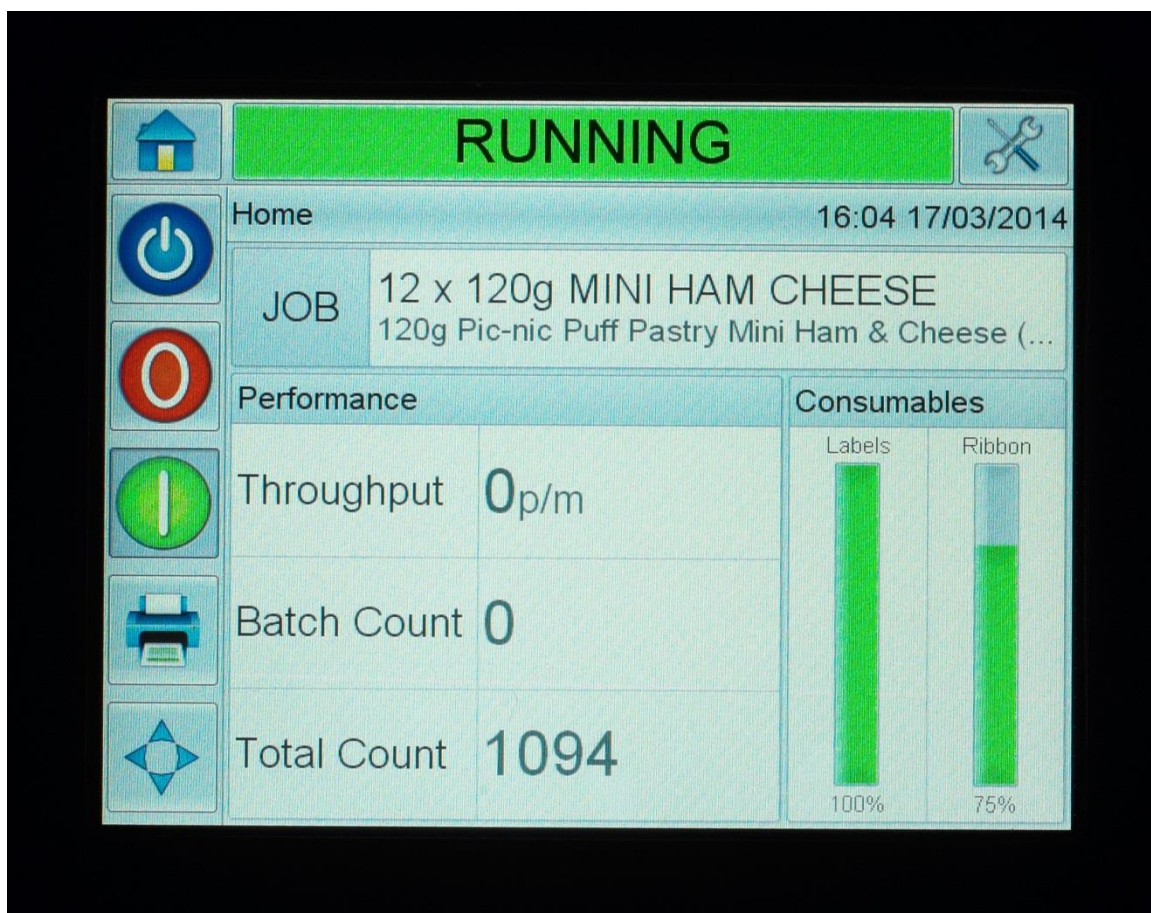 RUNNING
Home 16:04 17/03/2014
JOB
12 x 120g MINI HAM CHEESE
120g Pic-nic Puff Pastry Mini Ham & Cheese (...
Performance
Throughput 0p/m
Batch Count 0
Total Count 1094
Consumables
Labels Ribbon
100% 75%